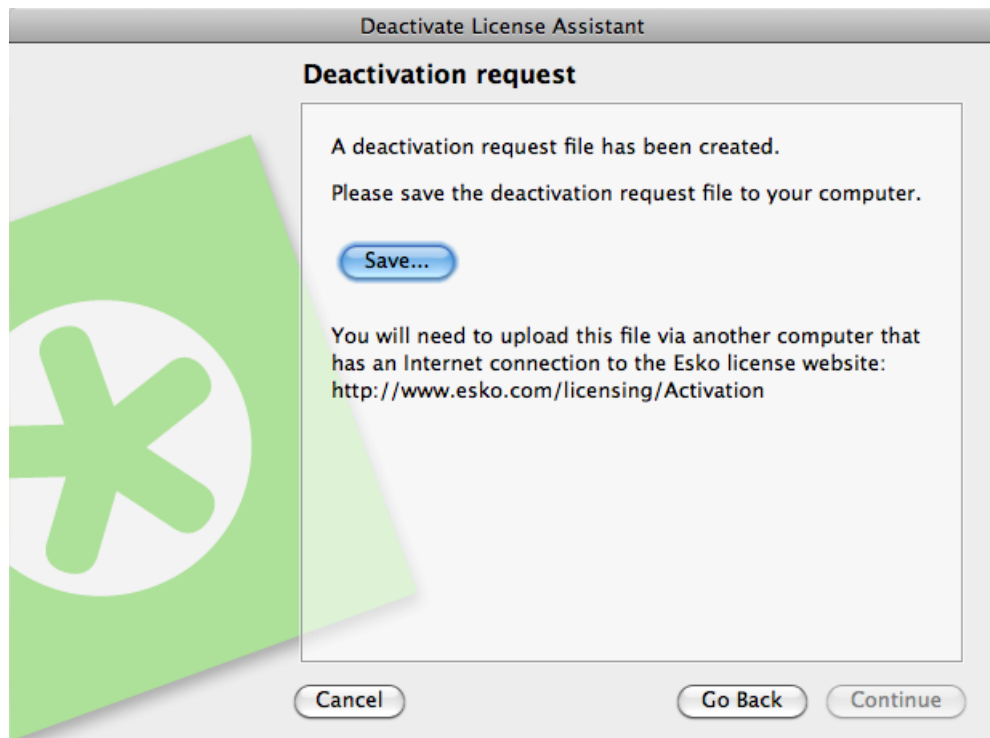 Deactivate License Assistant
Deactivation request
A deactivation request file has been created.
Please save the deactivation request file to your computer.
Save...
You will need to upload this file via another computer that
has an Internet connection to the Esko license website:
http://www.esko.com/licensing/Activation
Cancel
Go Back
Continue